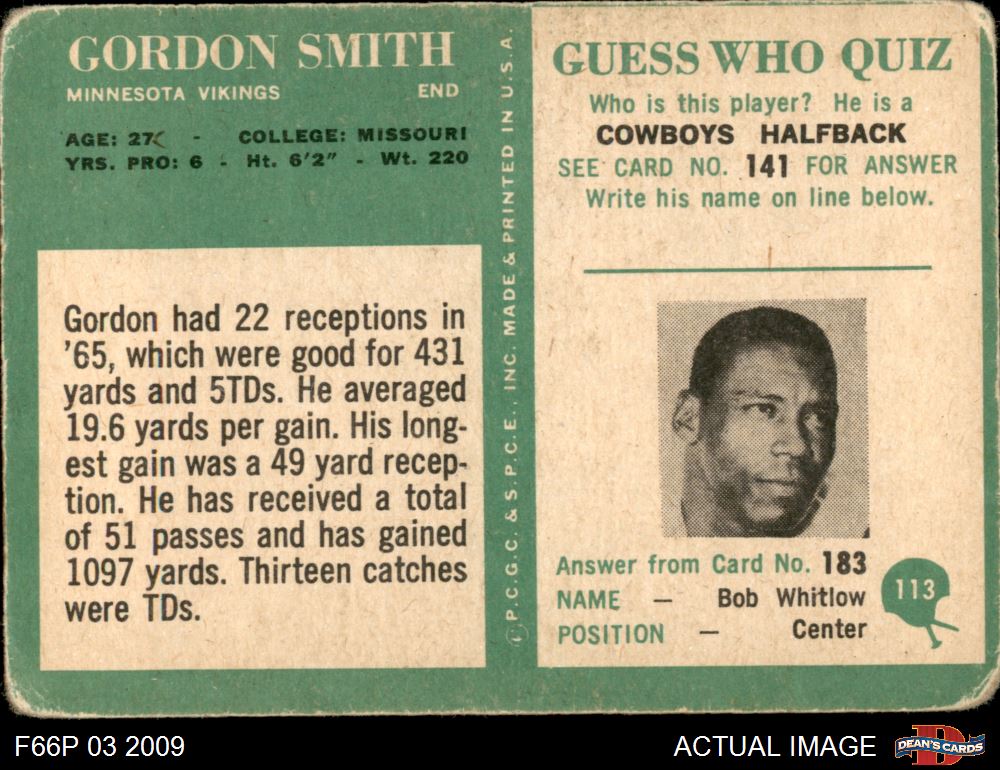 GORDON SMITH
MINNESOTA VIKINGS END
AGE: 27 - COLLEGE: MISSOURI
YRS. PRO: 6 - Ht. 6'2" - Wt. 220
Gordon had 22 receptions in
'65, which were good for 431
yards and 5TDs. He averaged
19.6 yards per gain. His long-
est gain was a 49 yard recep-
tion. He has received a total
of 51 passes and has gained
1097 yards. Thirteen catches
were TDs.
© P.C.G.C. & S.P.C.E., INC. MADE & PRINTED IN U.S.A.
GUESS WHO QUIZ
Who is this player? He is a
COWBOYS HALFBACK
SEE CARD NO. 141 FOR ANSWER
Write his name on line below.
Answer from Card No. 183
NAME — Bob Whitlow
POSITION — Center
113
F66P 03 2009
ACTUAL IMAGE
D
DEAN'S CARDS